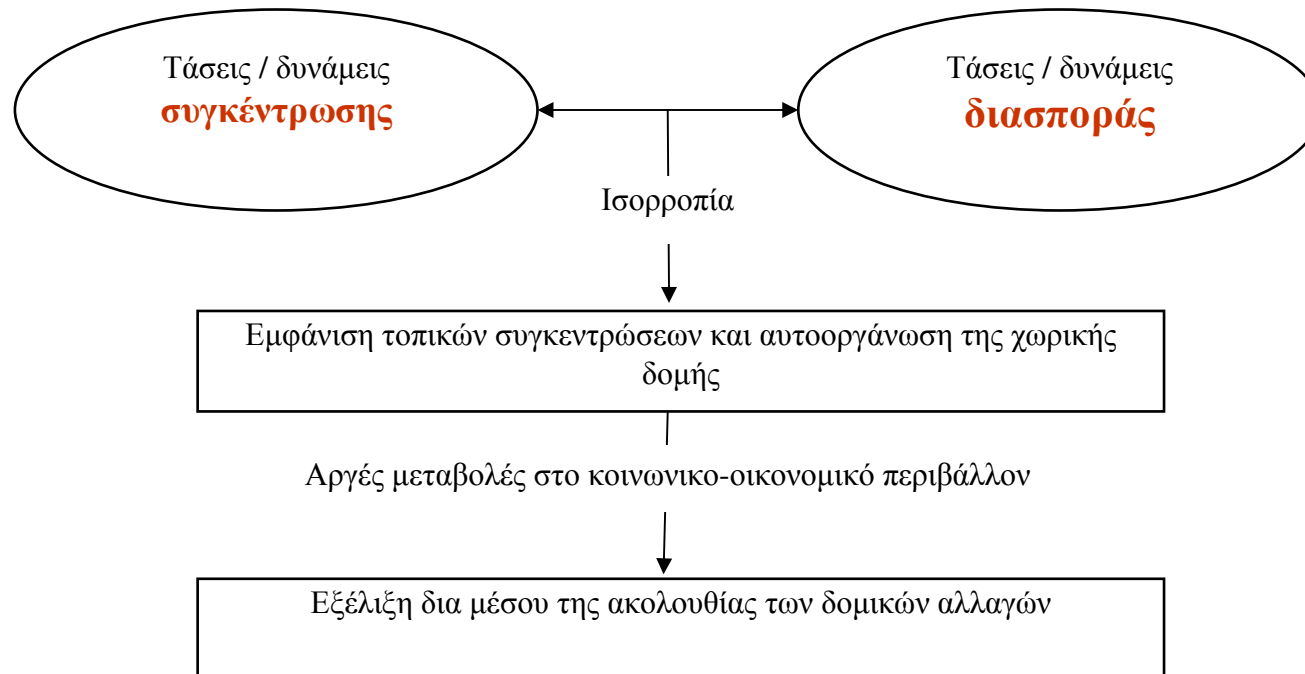 Τάσεις / δυνάμεις
συγκέντρωσης
Τάσεις / δυνάμεις
διασποράς
Ισορροπία
Εμφάνιση τοπικών συγκεντρώσεων και αυτοοργάνωση της χωρικής
δομής
Αργές μεταβολές στο κοινωνικο-οικονομικό περιβάλλον
Εξέλιξη δια μέσου της ακολουθίας των δομικών αλλαγών